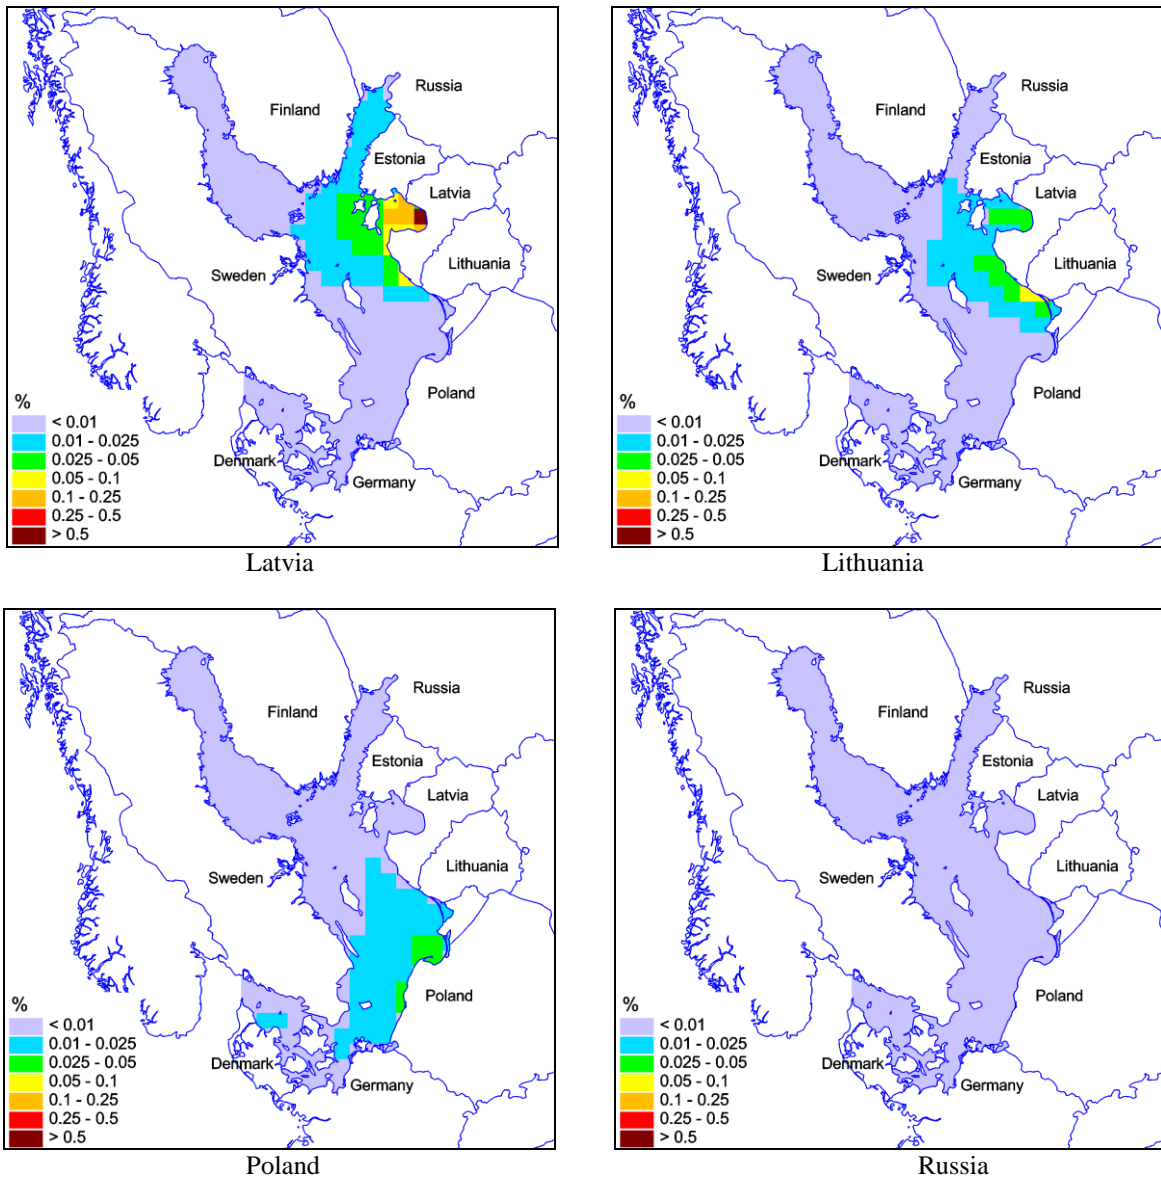 Russia
Finland
Estonia
Latvia
Lithuania
Sweden
Poland
Denmark
Germany
%
< 0.01
0.01 - 0.025
0.025 - 0.05
0.05 - 0.1
0.1 - 0.25
0.25 - 0.5
> 0.5
Latvia
Russia
Finland
Estonia
Latvia
Lithuania
Sweden
Poland
Denmark
Germany
%
< 0.01
0.01 - 0.025
0.025 - 0.05
0.05 - 0.1
0.1 - 0.25
0.25 - 0.5
> 0.5
Lithuania
Russia
Finland
Estonia
Latvia
Lithuania
Sweden
Poland
Denmark
Germany
%
< 0.01
0.01 - 0.025
0.025 - 0.05
0.05 - 0.1
0.1 - 0.25
0.25 - 0.5
> 0.5
Poland
Russia
Finland
Estonia
Latvia
Lithuania
Sweden
Poland
Denmark
Germany
%
< 0.01
0.01 - 0.025
0.025 - 0.05
0.05 - 0.1
0.1 - 0.25
0.25 - 0.5
> 0.5
Russia